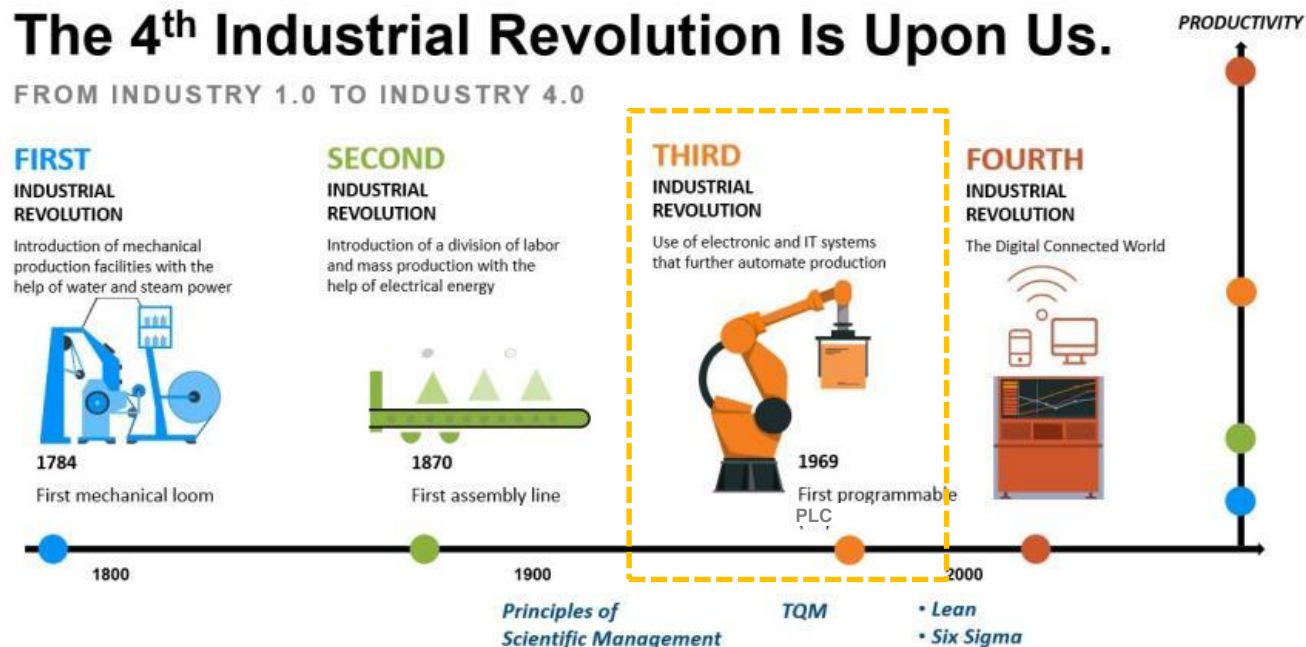 The 4th Industrial Revolution Is Upon Us.
FROM INDUSTRY 1.0 TO INDUSTRY 4.0
PRODUCTIVITY
FIRST
INDUSTRIAL
REVOLUTION
Introduction of mechanical
production facilities with the
help of water and steam power
1784
First mechanical loom
SECOND
INDUSTRIAL
REVOLUTION
Introduction of a division of labor
and mass production with the
help of electrical energy
1870
First assembly line
THIRD
INDUSTRIAL
REVOLUTION
Use of electronic and IT systems
that further automate production
1969
First programmable
PLC
FOURTH
INDUSTRIAL
REVOLUTION
The Digital Connected World
1800
1900
2000
Principles of
Scientific Management
TQM
• Lean
• Six Sigma